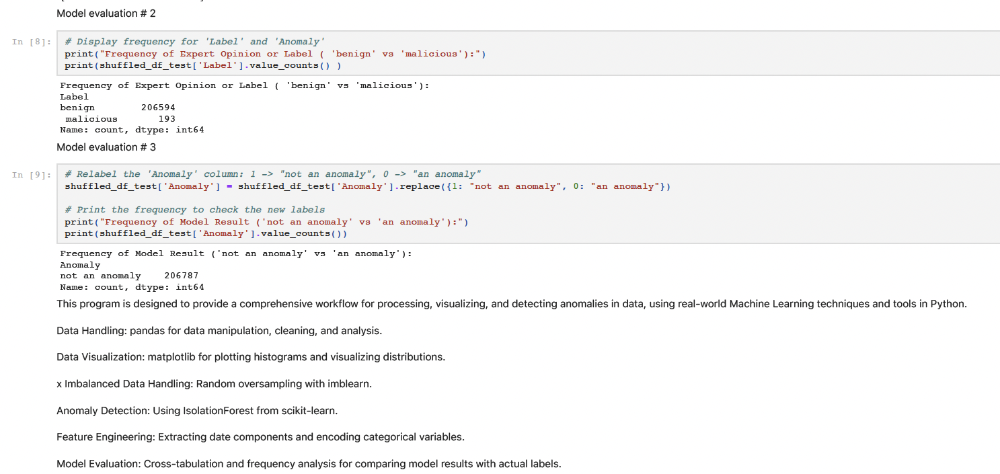 Model evaluation # 2
In [8]:
# Display frequency for 'Label' and 'Anomaly'
print("Frequency of Expert Opinion or Label ( 'benign' vs 'malicious'):")
print(shuffled_df_test['Label'].value_counts() )
Frequency of Expert Opinion or Label ( 'benign' vs 'malicious'):
Label
benign        206594
 malicious       193
Name: count, dtype: int64
Model evaluation # 3
In [9]:
# Relabel the 'Anomaly' column: 1 -> "not an anomaly", 0 -> "an anomaly"
shuffled_df_test['Anomaly'] = shuffled_df_test['Anomaly'].replace({1: "not an anomaly", 0: "an anomaly"})
# Print the frequency to check the new labels
print("Frequency of Model Result ('not an anomaly' vs 'an anomaly'):")
print(shuffled_df_test['Anomaly'].value_counts())
Frequency of Model Result ('not an anomaly' vs 'an anomaly'):
Anomaly
not an anomaly    206787
Name: count, dtype: int64
This program is designed to provide a comprehensive workflow for processing, visualizing, and detecting anomalies in data, using real-world Machine Learning techniques and tools in Python.
Data Handling: pandas for data manipulation, cleaning, and analysis.
Data Visualization: matplotlib for plotting histograms and visualizing distributions.
x Imbalanced Data Handling: Random oversampling with imblearn.
Anomaly Detection: Using IsolationForest from scikit-learn.
Feature Engineering: Extracting date components and encoding categorical variables.
Model Evaluation: Cross-tabulation and frequency analysis for comparing model results with actual labels.